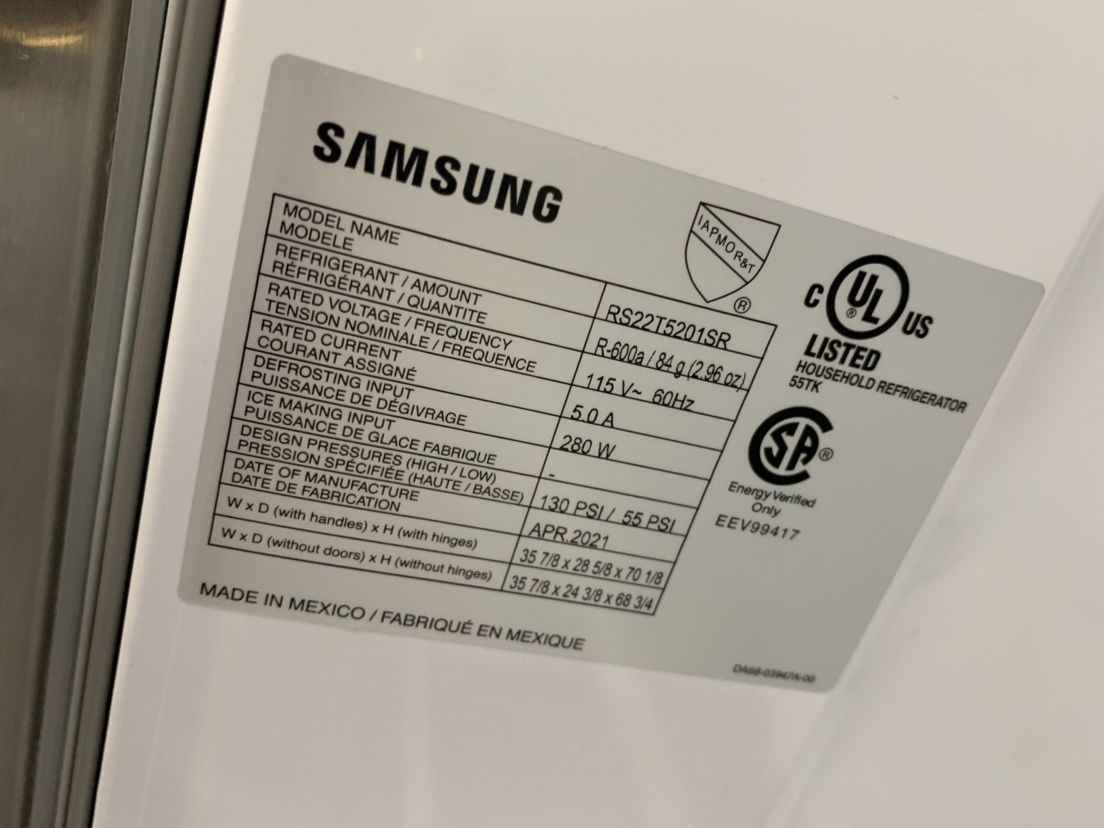 SAMSUNG
IAPMO R&T
®
C UL US
®
LISTED
HOUSEHOLD REFRIGERATOR
55TK
SA ®
Energy Verified
Only
EEV99417
MODEL NAME
MODELE
RS22T5201SR
REFRIGERANT / AMOUNT
RÉFRIGÉRANT / QUANTITE
R-600a / 84 g (2.96 oz)
RATED VOLTAGE / FREQUENCY
TENSION NOMINALE / FREQUENCE
115 V~ 60Hz
RATED CURRENT
COURANT ASSIGNÉ
5.0 A
DEFROSTING INPUT
PUISSANCE DE DÉGIVRAGE
280 W
ICE MAKING INPUT
PUISSANCE DE GLACE FABRIQUE
-
DESIGN PRESSURES (HIGH / LOW)
PRESSION SPÉCIFIÉE (HAUTE / BASSE)
130 PSI / 55 PSI
DATE OF MANUFACTURE
DATE DE FABRICATION
APR.2021
W x D (with handles) x H (with hinges)
35 7/8 x 28 5/8 x 70 1/8
W x D (without doors) x H (without hinges)
35 7/8 x 24 3/8 x 68 3/4
MADE IN MEXICO / FABRIQUÉ EN MEXIQUE
DA68-03947A-00